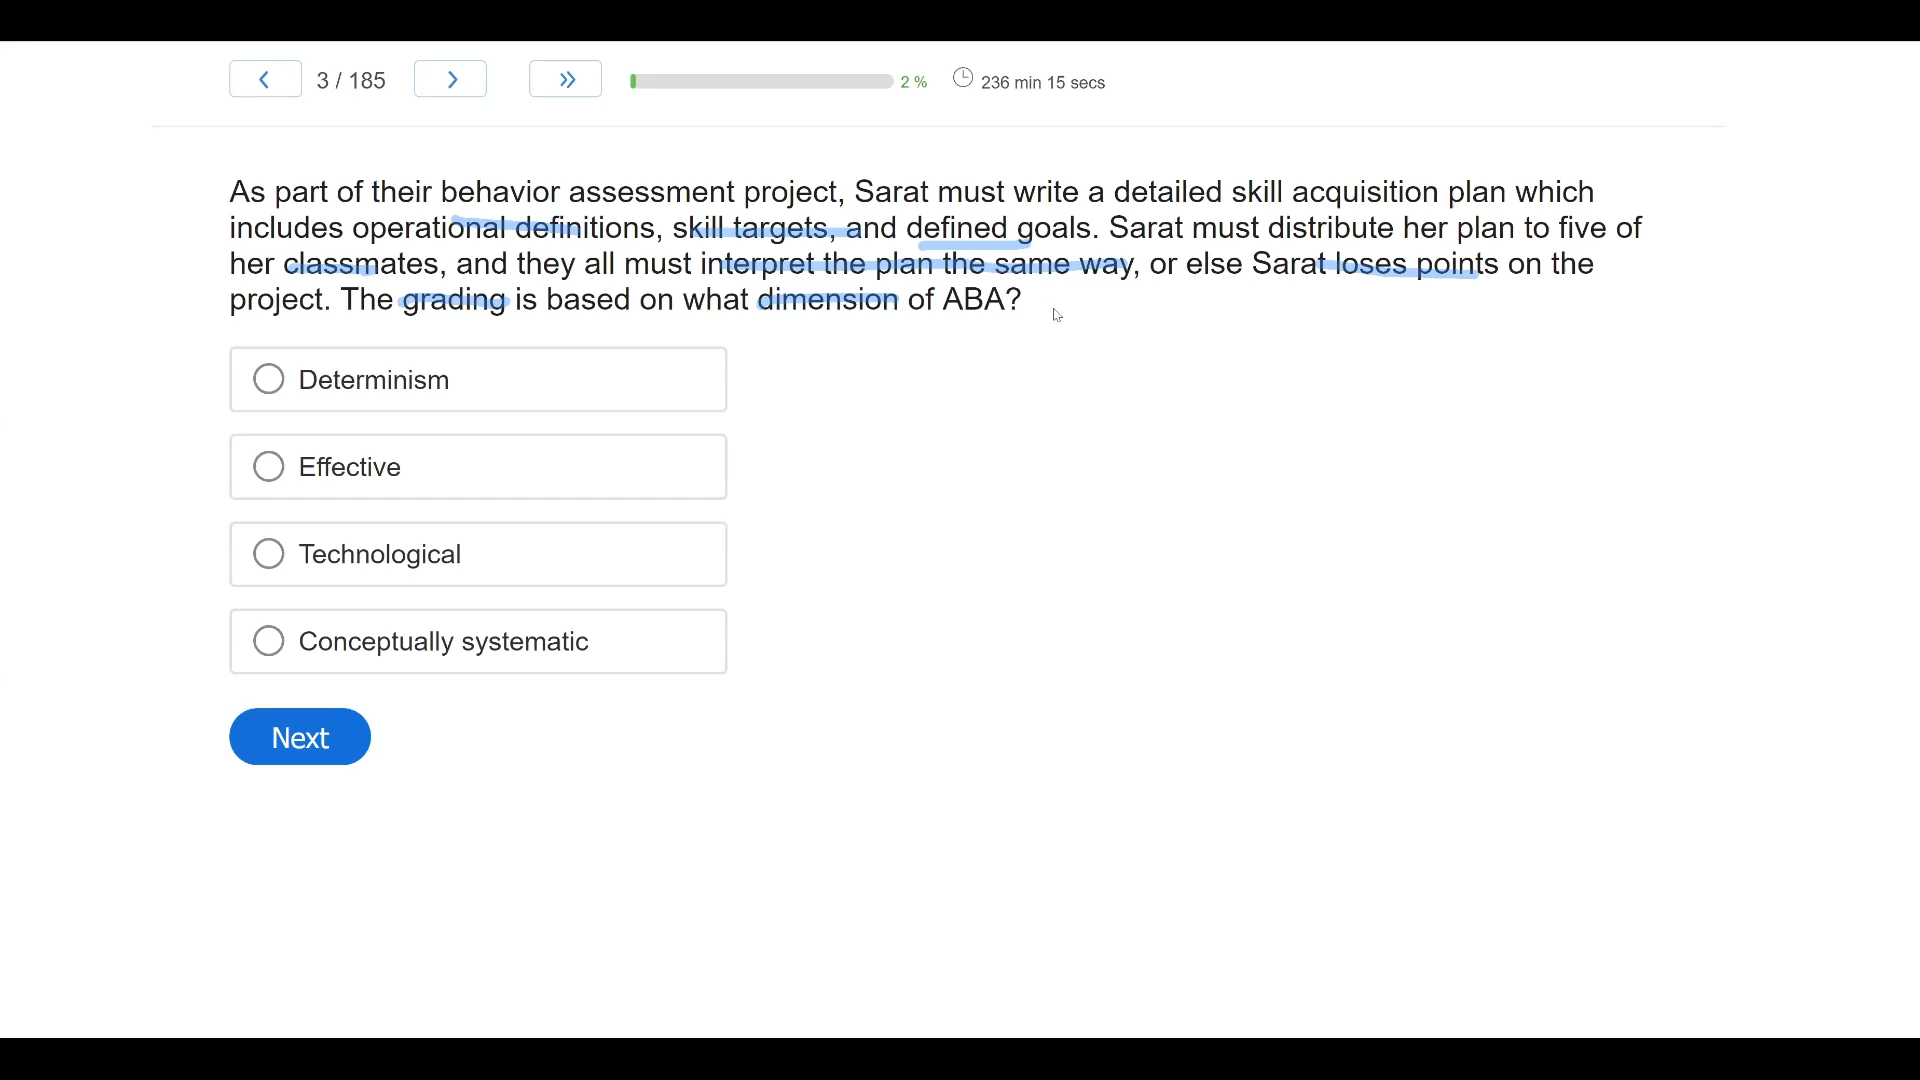 3 / 185
2 %
236 min 15 secs
As part of their behavior assessment project, Sarat must write a detailed skill acquisition plan which
includes operational definitions, skill targets, and defined goals. Sarat must distribute her plan to five of
her classmates, and they all must interpret the plan the same way, or else Sarat loses points on the
project. The grading is based on what dimension of ABA?
Determinism
Effective
Technological
Conceptually systematic
Next